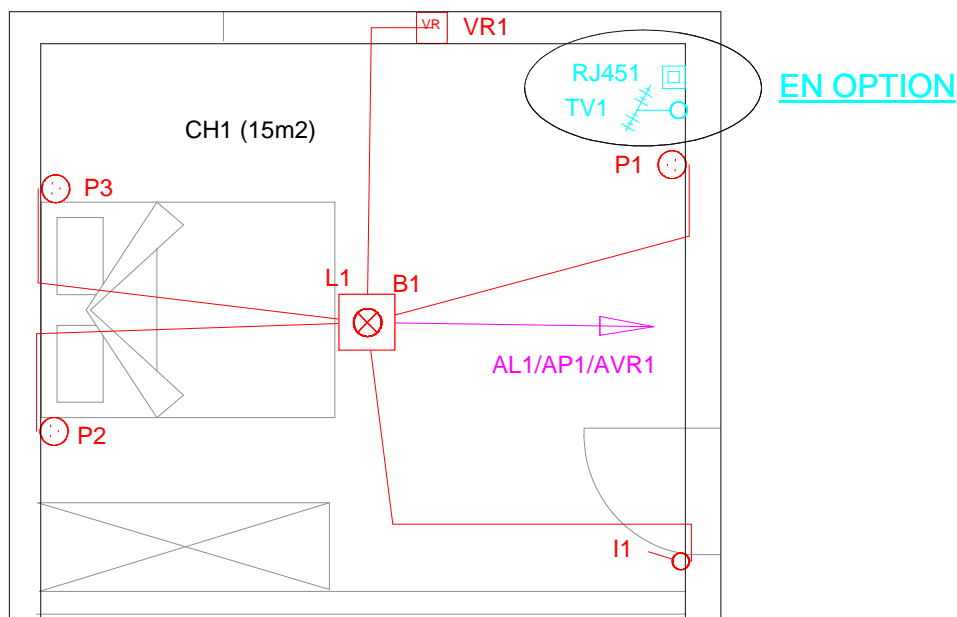 VR
VR1
RJ451
EN OPTION
TV1
CH1 (15m2)
P1
P3
L1
B1
AL1/AP1/AVR1
P2
I1